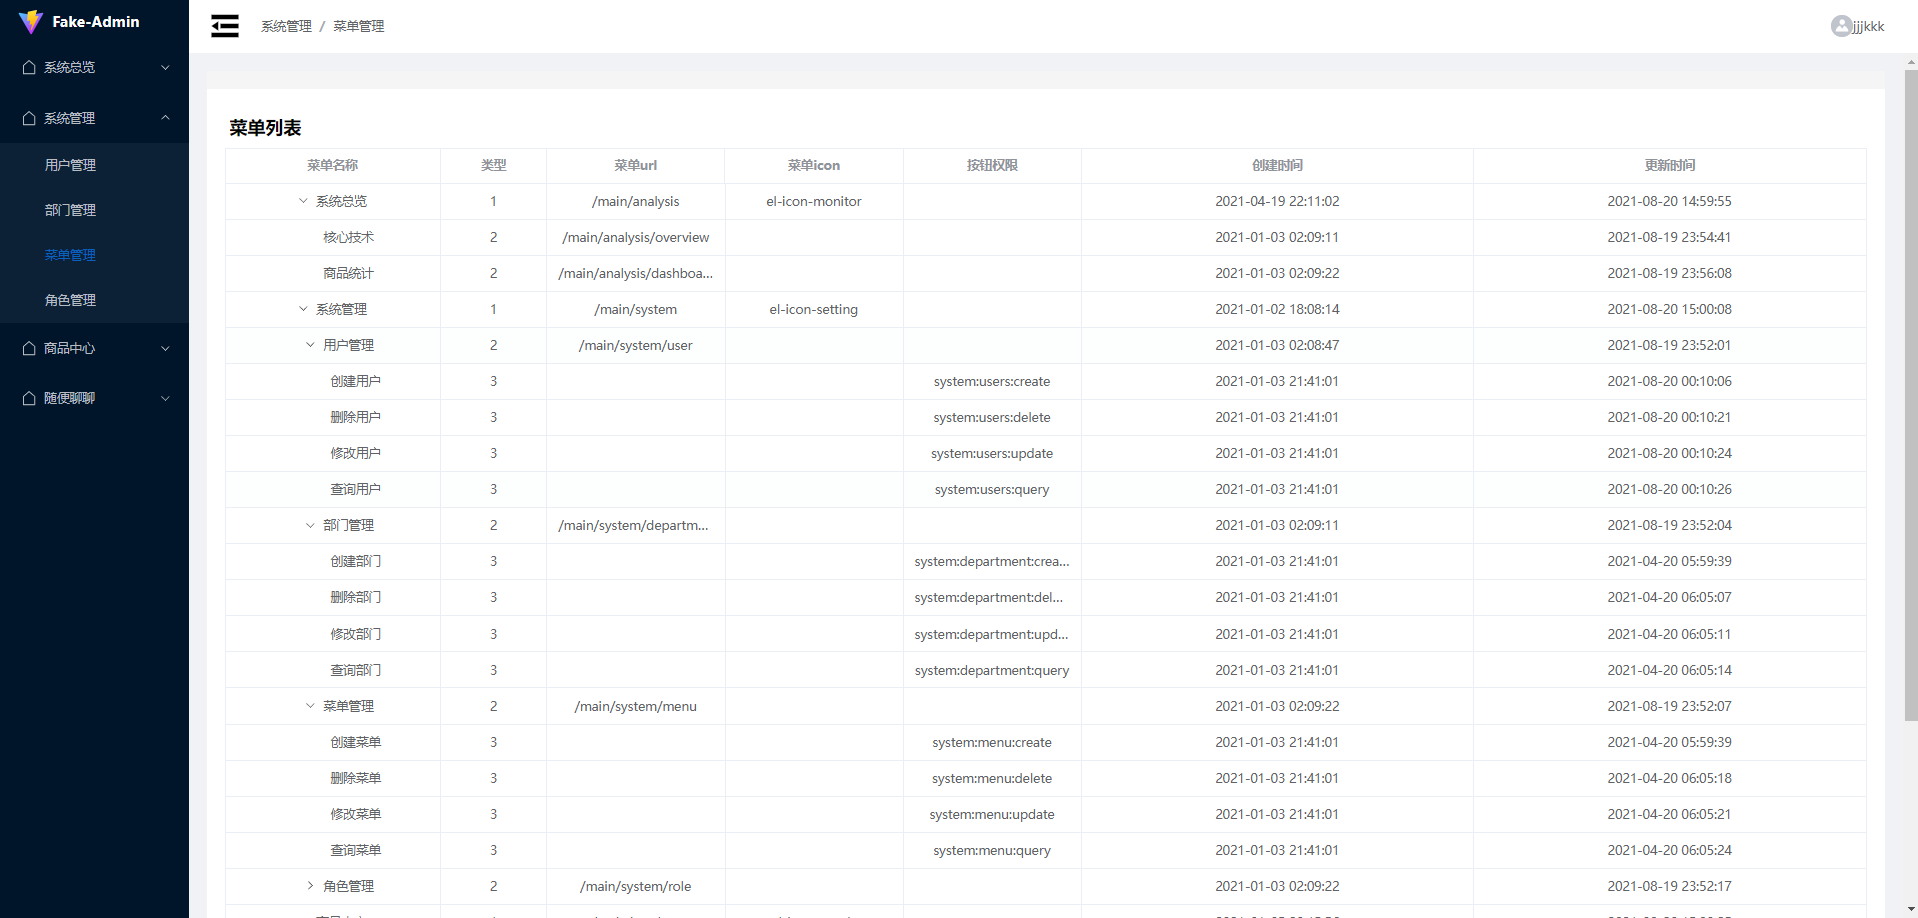 Fake-Admin
系统总览
系统管理
用户管理
部门管理
菜单管理
角色管理
商品中心
随便聊聊
系统管理 / 菜单管理
jjjkkk
菜单列表
菜单名称 类型 菜单url 菜单icon 按钮权限 创建时间 更新时间
系统总览 1 /main/analysis el-icon-monitor 2021-04-19 22:11:02 2021-08-20 14:59:55
核心技术 2 /main/analysis/overview 2021-01-03 02:09:11 2021-08-19 23:54:41
商品统计 2 /main/analysis/dashboa... 2021-01-03 02:09:22 2021-08-19 23:56:08
系统管理 1 /main/system el-icon-setting 2021-01-02 18:08:14 2021-08-20 15:00:08
用户管理 2 /main/system/user 2021-01-03 02:08:47 2021-08-19 23:52:01
创建用户 3 system:users:create 2021-01-03 21:41:01 2021-08-20 00:10:06
删除用户 3 system:users:delete 2021-01-03 21:41:01 2021-08-20 00:10:21
修改用户 3 system:users:update 2021-01-03 21:41:01 2021-08-20 00:10:24
查询用户 3 system:users:query 2021-01-03 21:41:01 2021-08-20 00:10:26
部门管理 2 /main/system/departm... 2021-01-03 02:09:11 2021-08-19 23:52:04
创建部门 3 system:department:crea... 2021-01-03 21:41:01 2021-04-20 05:59:39
删除部门 3 system:department:del... 2021-01-03 21:41:01 2021-04-20 06:05:07
修改部门 3 system:department:upd... 2021-01-03 21:41:01 2021-04-20 06:05:11
查询部门 3 system:department:query 2021-01-03 21:41:01 2021-04-20 06:05:14
菜单管理 2 /main/system/menu 2021-01-03 02:09:22 2021-08-19 23:52:07
创建菜单 3 system:menu:create 2021-01-03 21:41:01 2021-04-20 05:59:39
删除菜单 3 system:menu:delete 2021-01-03 21:41:01 2021-04-20 06:05:18
修改菜单 3 system:menu:update 2021-01-03 21:41:01 2021-04-20 06:05:21
查询菜单 3 system:menu:query 2021-01-03 21:41:01 2021-04-20 06:05:24
角色管理 2 /main/system/role 2021-01-03 02:09:22 2021-08-19 23:52:17